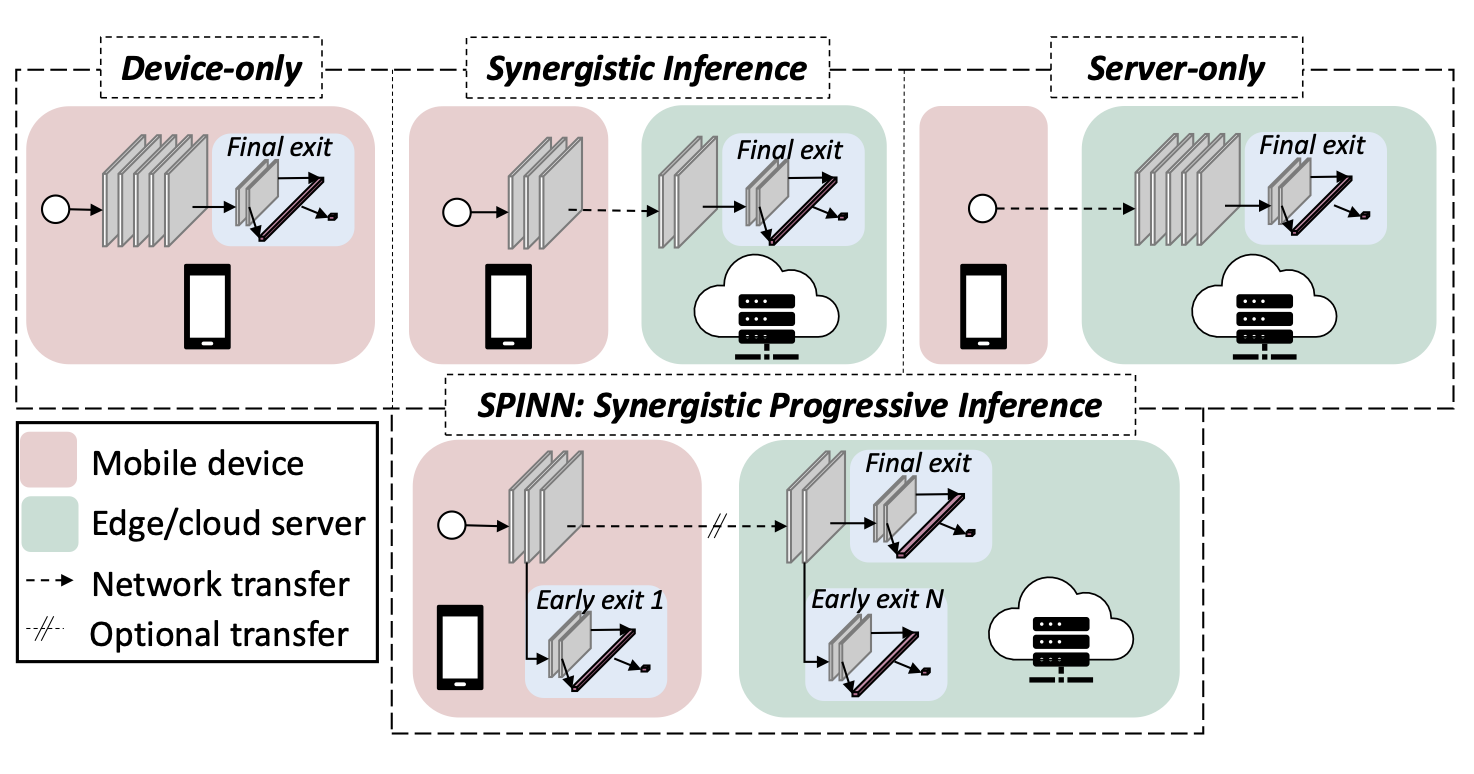 Device-only
Synergistic Inference
Server-only
Final exit
Final exit
Final exit
SPINN: Synergistic Progressive Inference
Mobile device
Edge/cloud server
Network transfer
Optional transfer
Final exit
Early exit 1
Early exit N